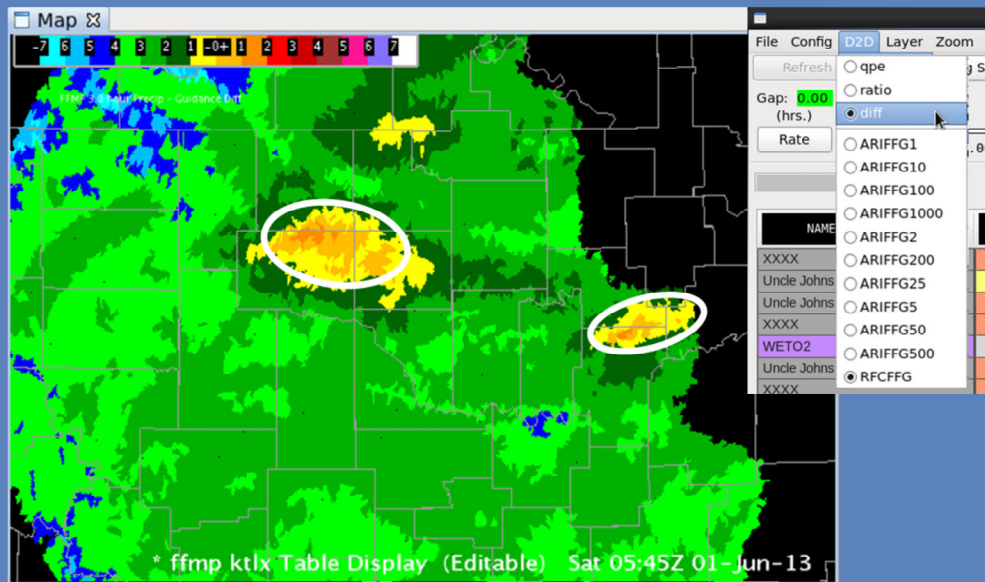 Map
-7 6 5 4 3 2 1 -0+ 1 2 3 4 5 6 7
* ffmp ktlx Table Display (Editable) Sat 05:45Z 01-Jun-13
File Config D2D Layer Zoom
Refresh
Gap: 0.00
(hrs.)
Rate
qpe
ratio
diff
ARIFFG1
ARIFFG10
ARIFFG100
ARIFFG1000
ARIFFG2
ARIFFG200
ARIFFG25
ARIFFG5
ARIFFG50
ARIFFG500
RFCFFG
NAME
XXXX
Uncle Johns
Uncle Johns
XXXX
WETO2
Uncle Johns
XXXX